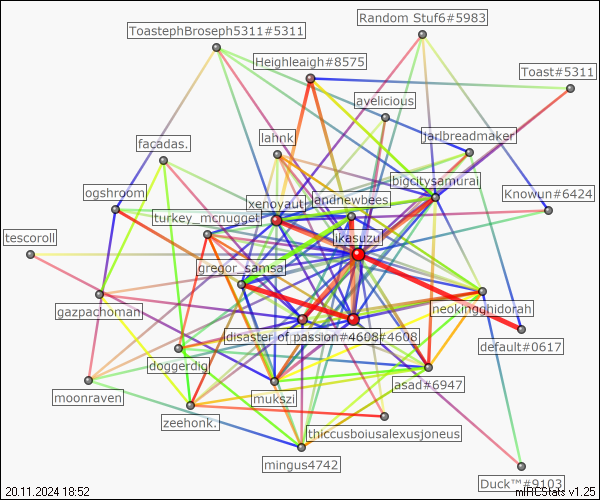 Random Stuf6#5983
ToastephBroseph5311#5311
Heighleaigh#8575
Toast#5311
avelicious
jarlbreadmaker
lahnk
façadas.
bigcitysamurai
ogshroom
xenoyaut
landnewbees
Knowun#6424
turkey_mcnugget
tescoroll
ikasuzu
gregor_samsa
gazpachoman
neokingghidorah
disaster of passion#4608#4608
default#0617
doggerdig
asad#6947
moonraven
mukszi
zeehonk.
thiccusboiusalexusjoneus
mingus4742
Duck™#9103
20.11.2024 18:52
mIRCStats v1.25